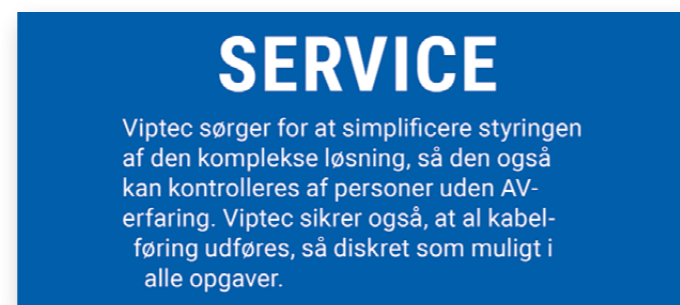 SERVICE
Viptec sørger for at simplificere styringen
af den komplekse løsning, så den også
kan kontrolleres af personer uden AV-
erfaring. Viptec sikrer også, at al kabel-
føring udføres, så diskret som muligt i
alle opgaver.